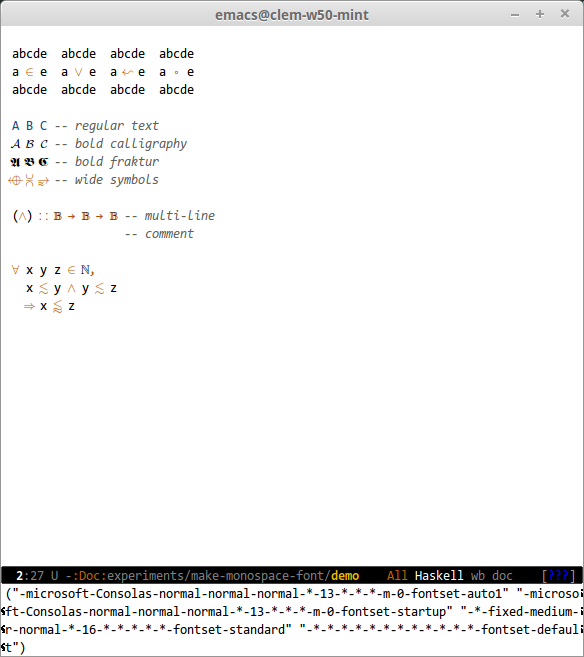 emacs@clem-w50-mint
abcde  abcde  abcde  abcde
a ∈ e  a ∨ e  a ⬿ e  a ∘ e
abcde  abcde  abcde  abcde
A B C -- regular text
𝓐 𝓑 𝓒 -- bold calligraphy
𝕬 𝕭 𝕮 -- bold fraktur
-- wide symbols
(∧) ∷ 𝔹 → 𝔹 → 𝔹 -- multi-line
-- comment
∀ x y z ∈ ℕ,
x ≲ y ∧ y ≲ z
⇒ x ⪅ z
2:27 U -:Doc:experiments/make-monospace-font/demo All Haskell wb doc [???]
("-microsoft-Consolas-normal-normal-normal-*-13-*-*-*-m-0-fontset-auto1" "-microso
ft-Consolas-normal-normal-normal-*-13-*-*-*-m-0-fontset-startup" "-*-fixed-medium-
r-normal-*-16-*-*-*-*-*-fontset-standard" "-*-*-*-*-*-*-*-*-*-*-*-*-fontset-defaul
t")